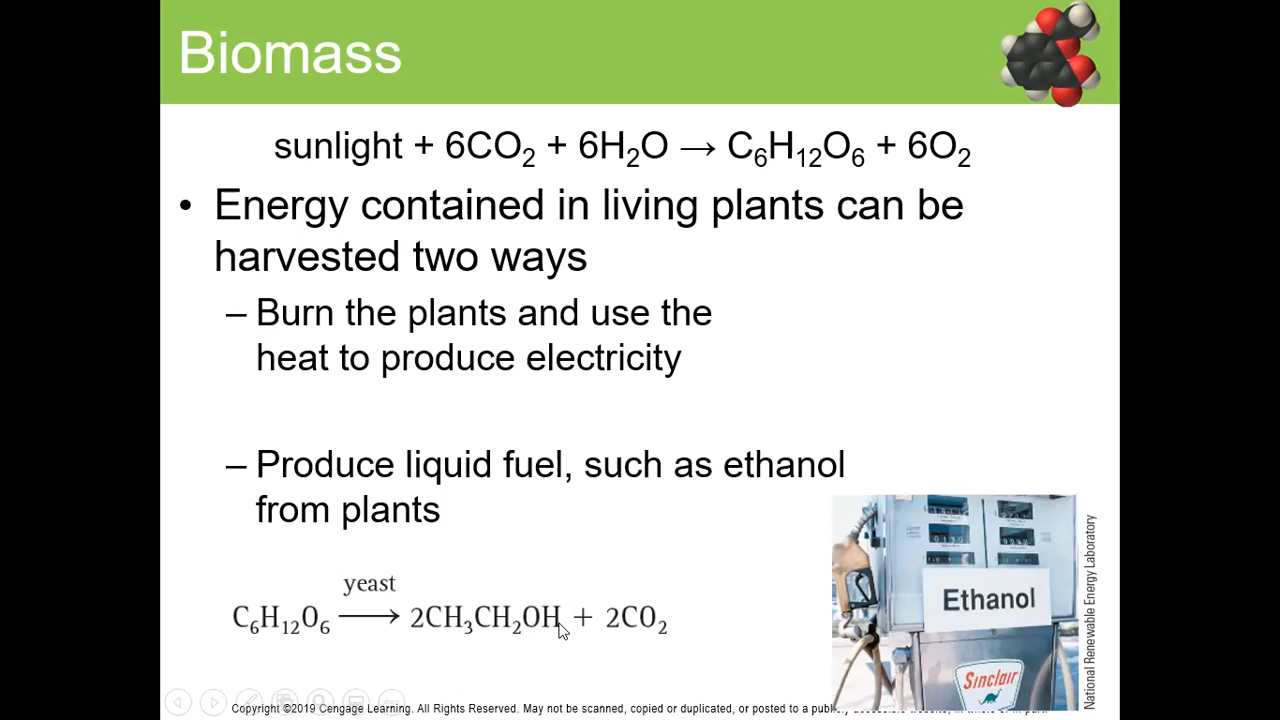 Biomass
sunlight + 6CO₂ + 6H₂O → C₆H₁₂O₆ + 6O₂
• Energy contained in living plants can be
harvested two ways
– Burn the plants and use the
heat to produce electricity
– Produce liquid fuel, such as ethanol
from plants
yeast
C₆H₁₂O₆ → 2CH₃CH₂OH + 2CO₂
Ethanol
Sinclair
National Renewable Energy Laboratory
Copyright ©2019 Cengage Learning. All Rights Reserved. May not be scanned, copied or duplicated, or posted to a publicly accessible website, in whole or in part.